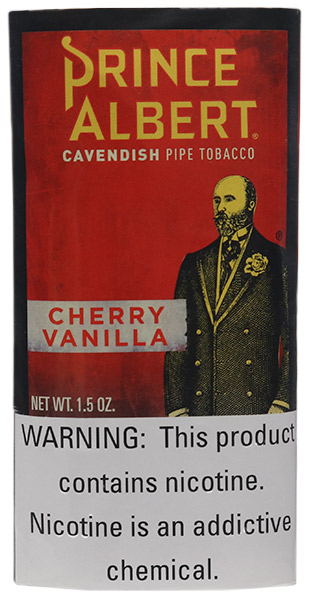 PRINCE
ALBERT®
CAVENDISH PIPE TOBACCO
®
CHERRY
VANILLA
NET WT. 1.5 OZ.
WARNING: This product
contains nicotine.
Nicotine is an addictive
chemical.